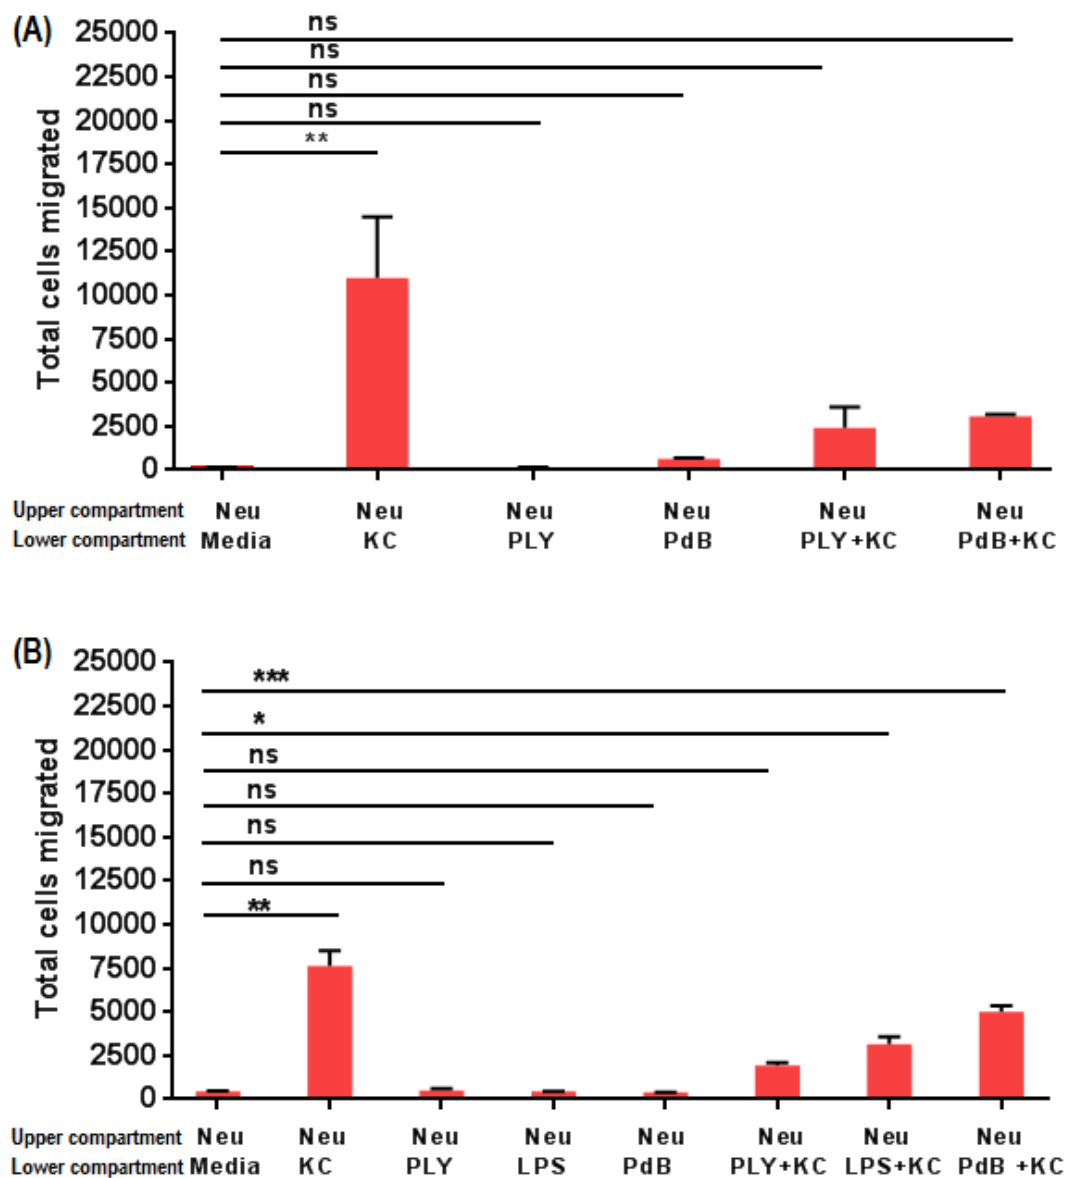 (A)
Total cells migrated
25000
22500
20000
17500
15000
12500
10000
7500
5000
2500
0
ns
ns
ns
ns
**
Upper compartment Neu Neu Neu Neu Neu Neu
Lower compartment Media KC PLY PdB PLY+KC PdB+KC
(B)
Total cells migrated
25000
22500
20000
17500
15000
12500
10000
7500
5000
2500
0
***
*
ns
ns
ns
ns
**
Upper compartment Neu Neu Neu Neu Neu Neu Neu Neu
Lower compartment Media KC PLY LPS PdB PLY+KC LPS+KC PdB +KC